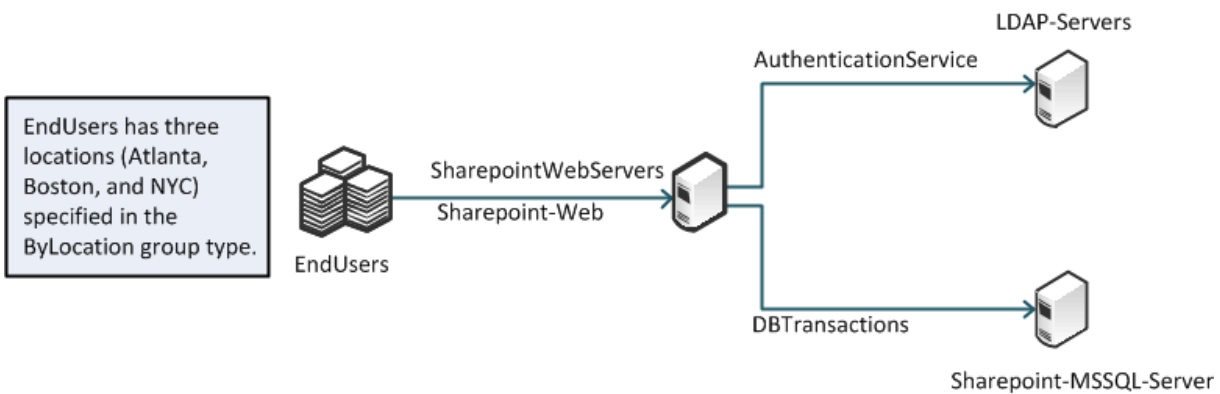 EndUsers has three
locations (Atlanta,
Boston, and NYC)
specified in the
ByLocation group type.
EndUsers
SharepointWebServers
Sharepoint-Web
AuthenticationService
LDAP-Servers
DBTransactions
Sharepoint-MSSQL-Server